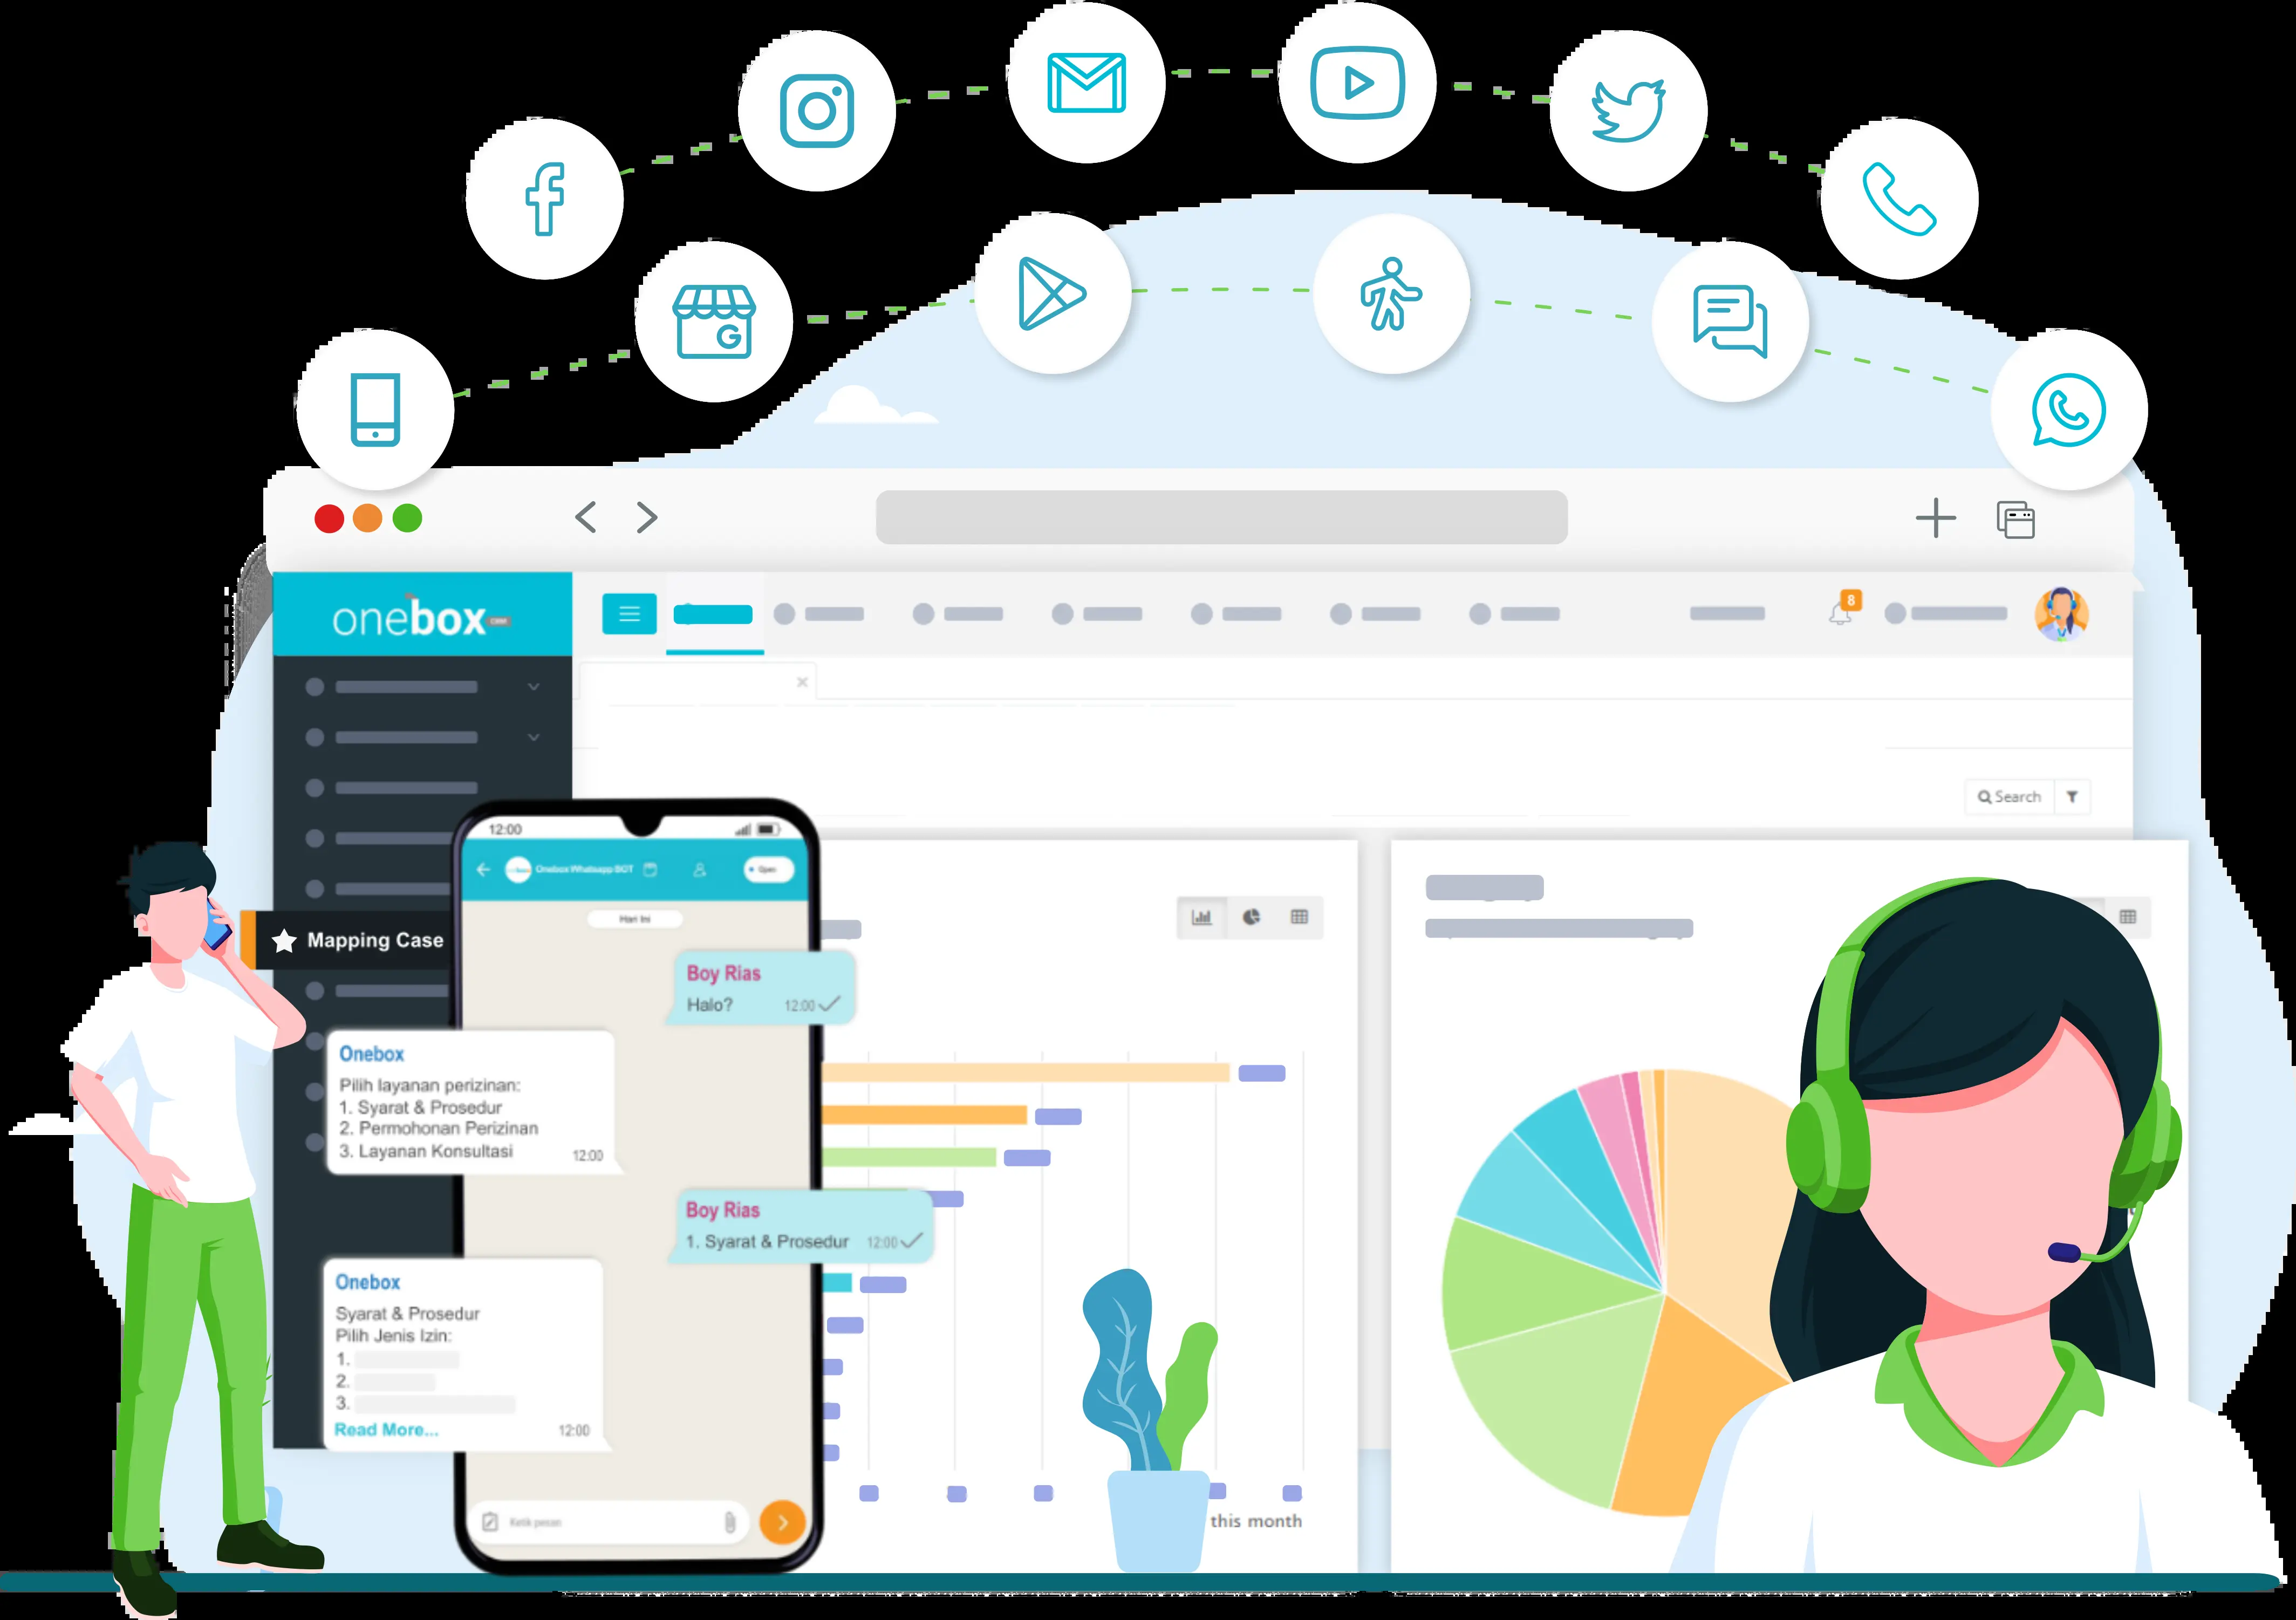 onebox CRM
8
Search
12:00
Onebox Whatsapp BOT
Open
Hari Ini
Mapping Case
Boy Rias
Halo?
12:00
Onebox
Pilih layanan perizinan:
1. Syarat & Prosedur
2. Permohonan Perizinan
3. Layanan Konsultasi
12:00
Boy Rias
1. Syarat & Prosedur
12:00
Onebox
Syarat & Prosedur
Pilih Jenis Izin:
1.
2.
3.
Read More...
12:00
Ketik pesan
this month